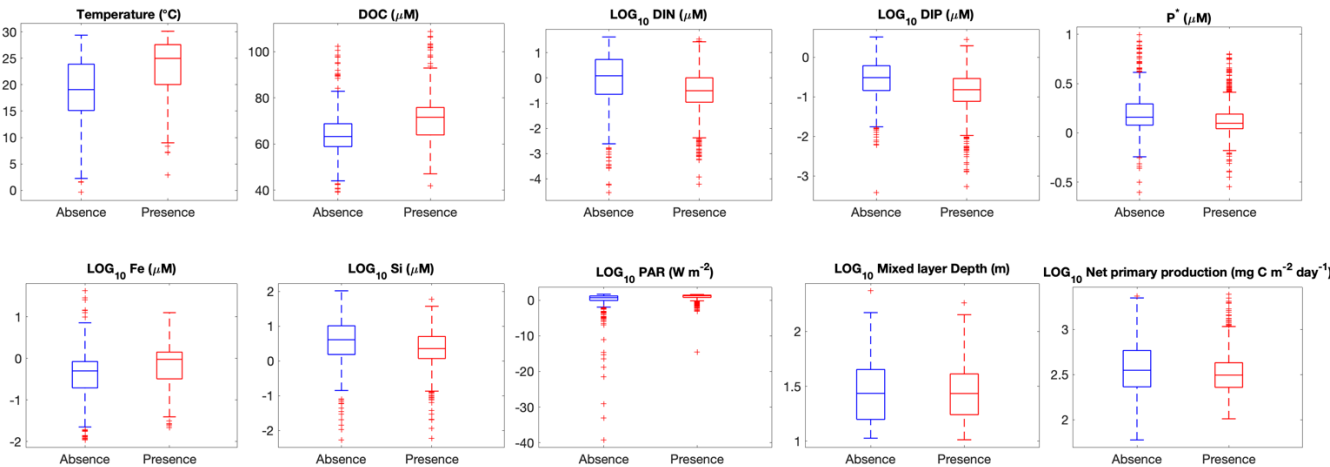 Temperature (°C)
30
25
20
15
10
5
0
Absence Presence
DOC (μM)
100
80
60
40
Absence Presence
LOG10 DIN (μM)
1
0
-1
-2
-3
-4
Absence Presence
LOG10 DIP (μM)
0
-1
-2
-3
Absence Presence
P* (μM)
1
0.5
0
-0.5
Absence Presence
LOG10 Fe (μM)
1
0
-1
-2
Absence Presence
LOG10 Si (μM)
2
1
0
-1
-2
Absence Presence
LOG10 PAR (W m-2)
0
-10
-20
-30
-40
Absence Presence
LOG10 Mixed layer Depth (m)
2
1.5
1
Absence Presence
LOG10 Net primary production (mg C m-2 day-1)
3
2.5
2
Absence Presence